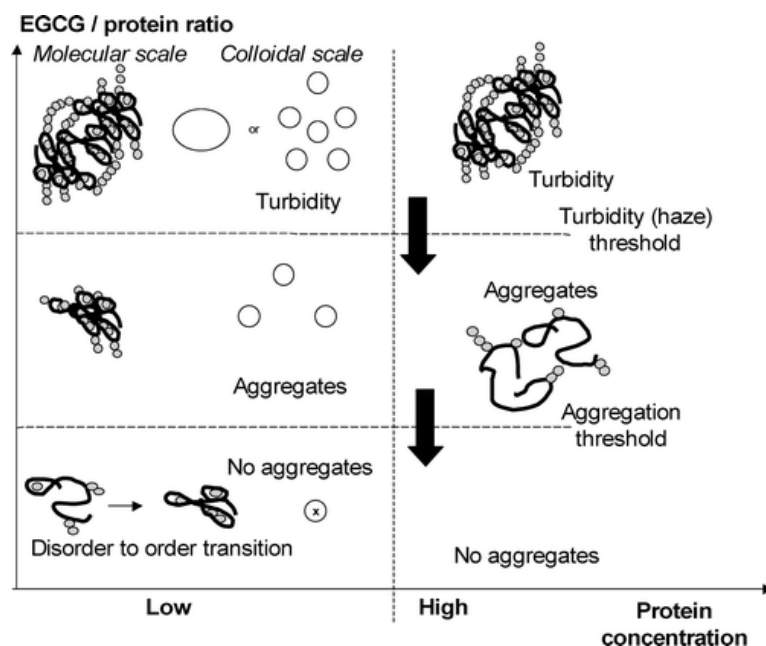 EGCG / protein ratio
Molecular scale
Colloidal scale
or
Turbidity
Turbidity
Turbidity (haze)
threshold
Aggregates
Aggregates
Aggregation
threshold
No aggregates
x
Disorder to order transition
No aggregates
Low
High
Protein
concentration